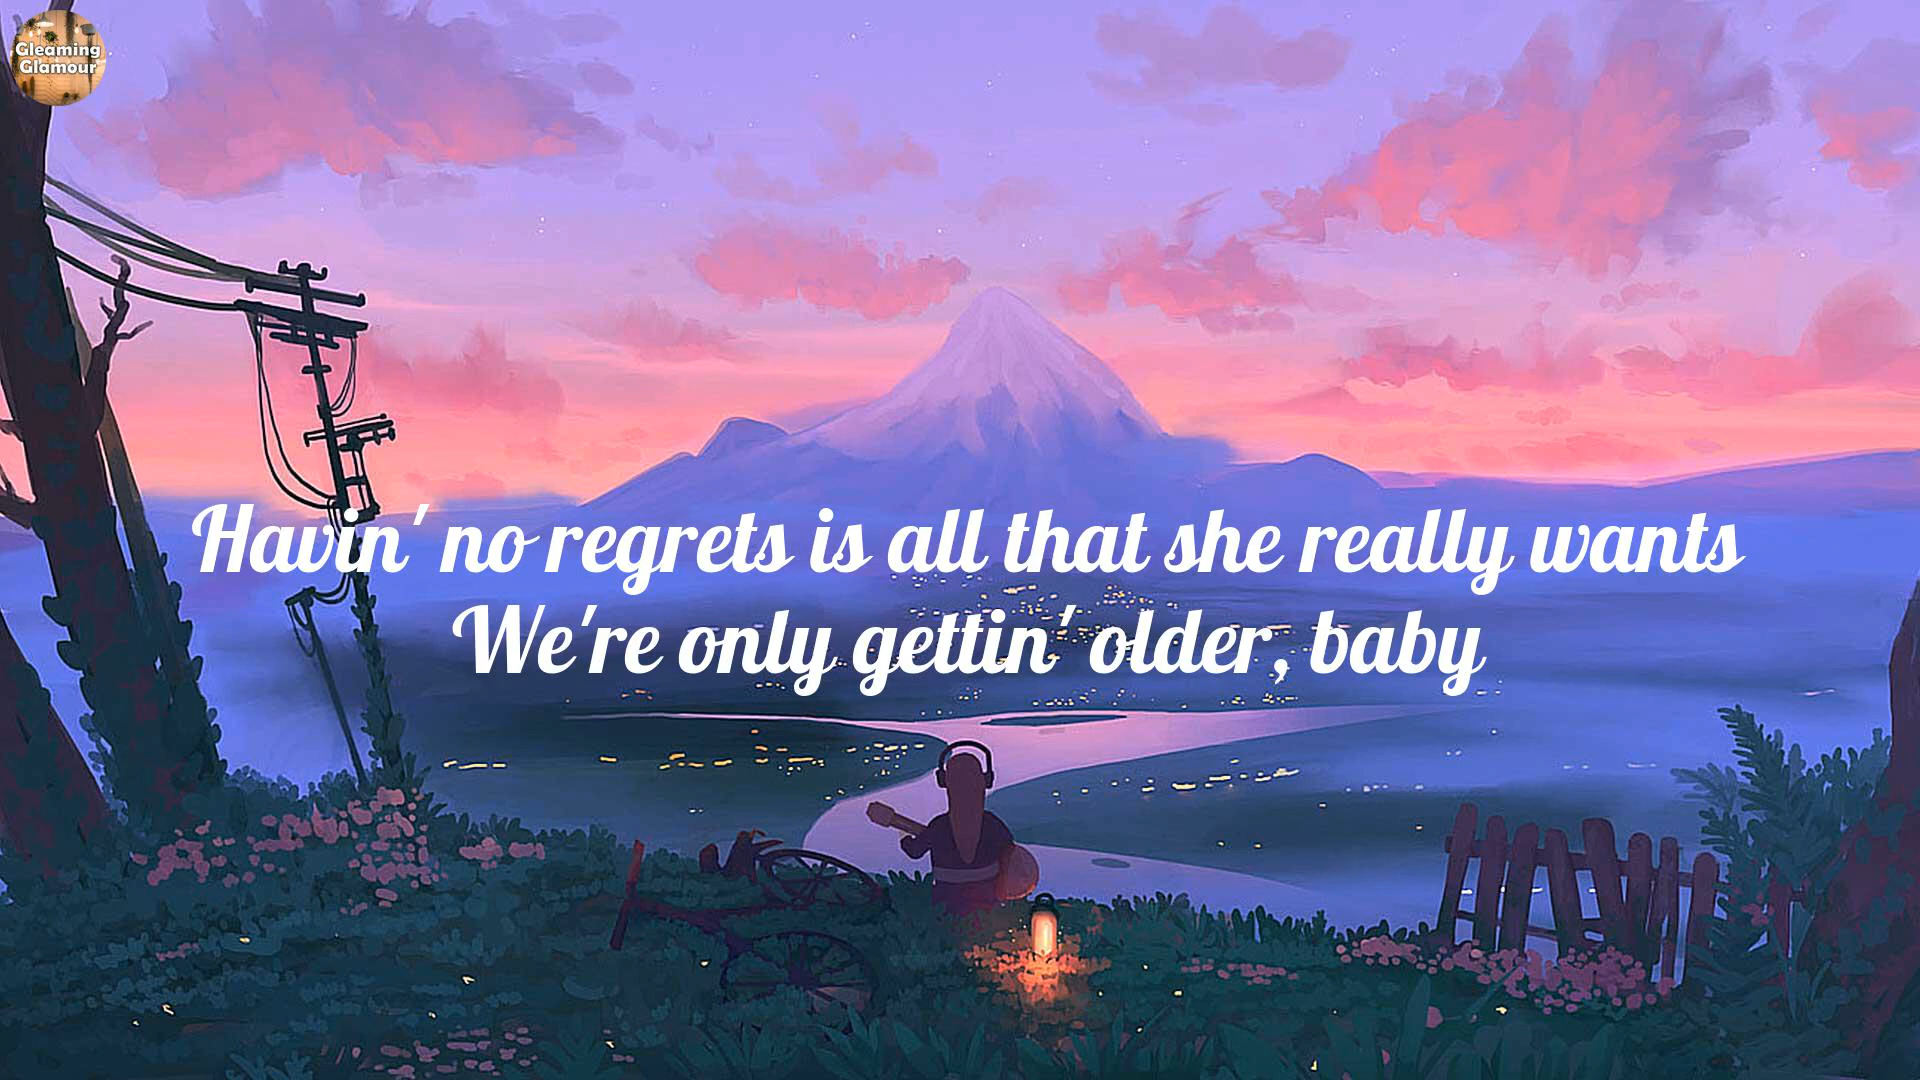 Gleaming
Glamour
Havin' no regrets is all that she really wants
We're only gettin' older, baby